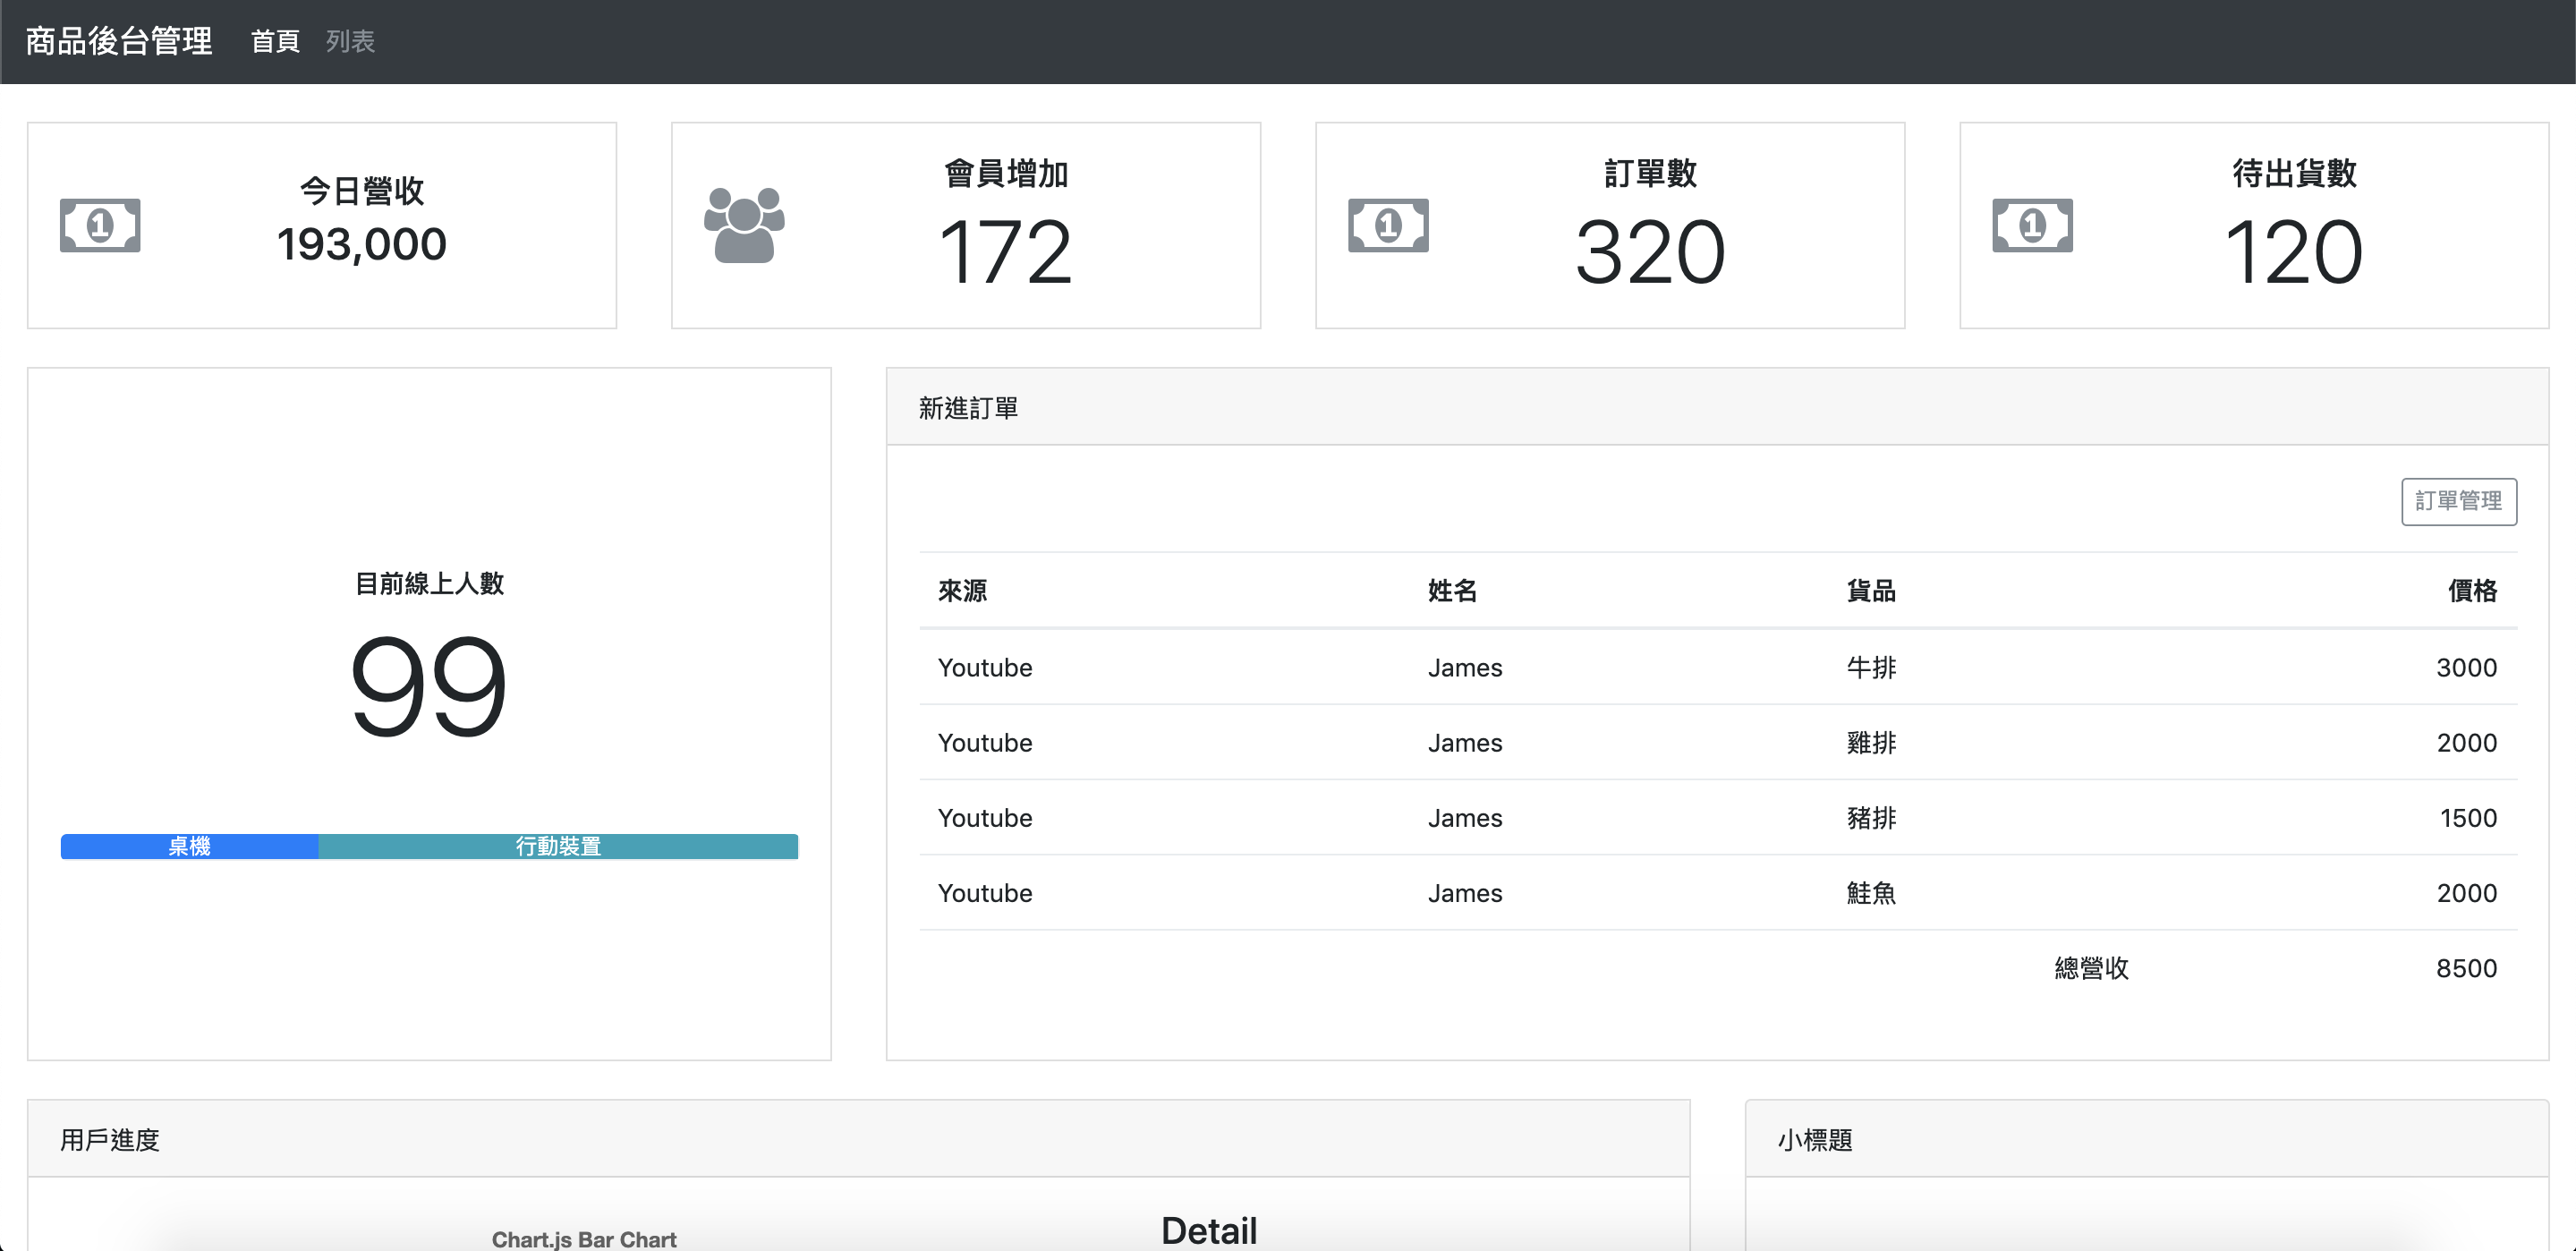 商品後台管理 首頁 列表
今日營收
193,000
會員增加
172
訂單數
320
待出貨數
120
目前線上人數
99
桌機 行動裝置
新進訂單
訂單管理
來源 姓名 貨品 價格
Youtube James 牛排 3000
Youtube James 雞排 2000
Youtube James 豬排 1500
Youtube James 鮭魚 2000
總營收 8500
用戶進度
Chart.js Bar Chart
Detail
小標題